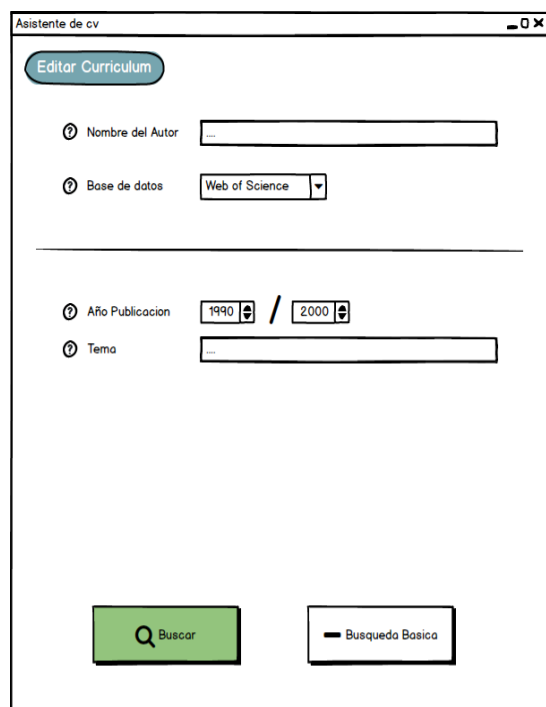 Asistente de cv
Editar Curriculum
Nombre del Autor ....
Base de datos Web of Science
Año Publicacion 1990 / 2000
Tema ....
Buscar Busqueda Basica